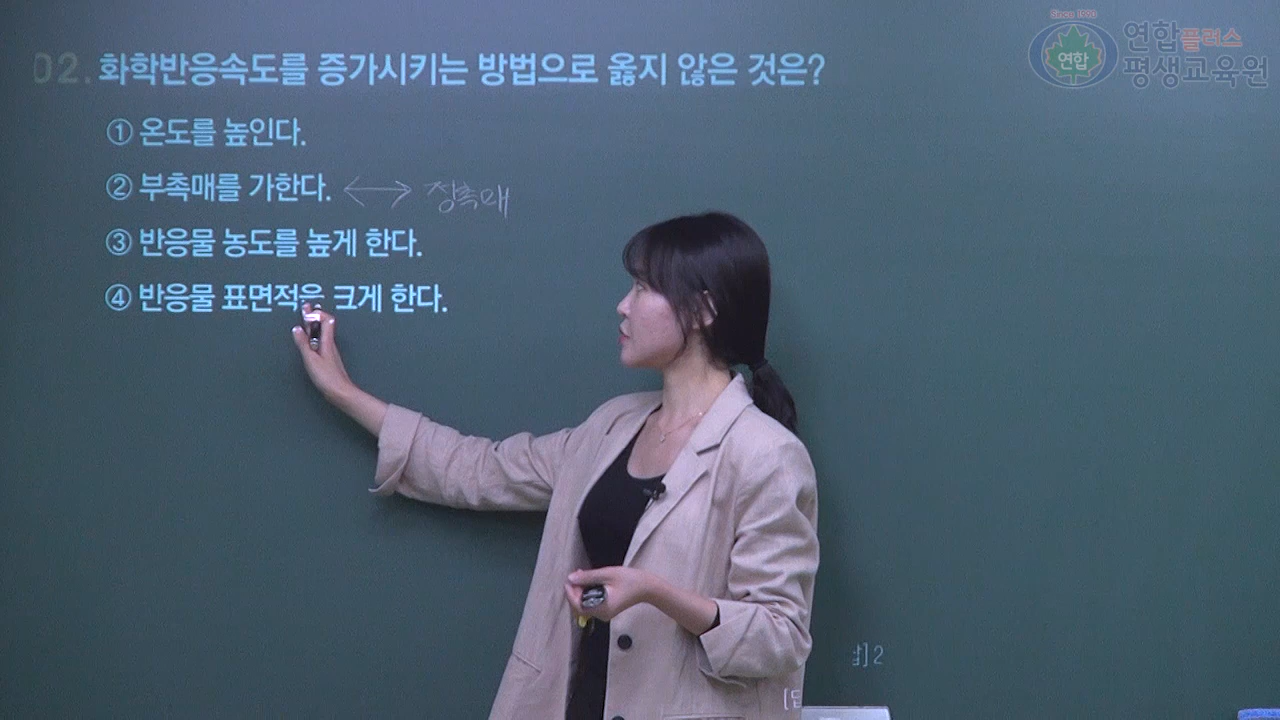 Since 1990
연합
연합플러스
평생교육원
02. 화학반응속도를 증가시키는 방법으로 옳지 않은 것은?
① 온도를 높인다.
② 부촉매를 가한다. ↔ 정촉매
③ 반응물 농도를 높게 한다.
④ 반응물 표면적을 크게 한다.
2